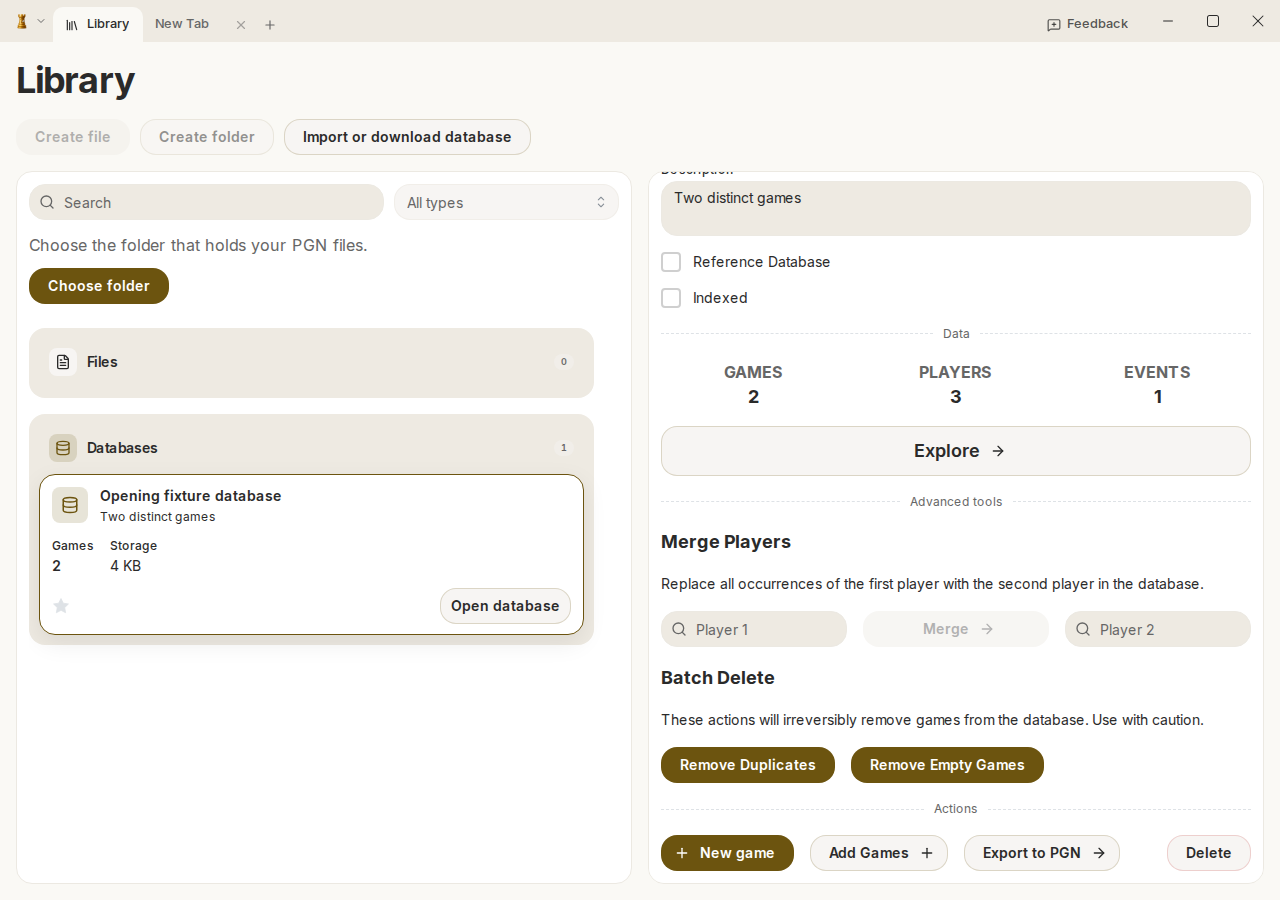 Library
New Tab
Feedback
Library
Create file
Create folder
Import or download database
Search
All types
Choose the folder that holds your PGN files.
Choose folder
Files
0
Databases
1
Opening fixture database
Two distinct games
Games
Storage
2
4 KB
Open database
Description
Two distinct games
Reference Database
Indexed
Data
GAMES
PLAYERS
EVENTS
2
3
1
Explore
Advanced tools
Merge Players
Replace all occurrences of the first player with the second player in the database.
Player 1
Merge
Player 2
Batch Delete
These actions will irreversibly remove games from the database. Use with caution.
Remove Duplicates
Remove Empty Games
Actions
New game
Add Games
Export to PGN
Delete